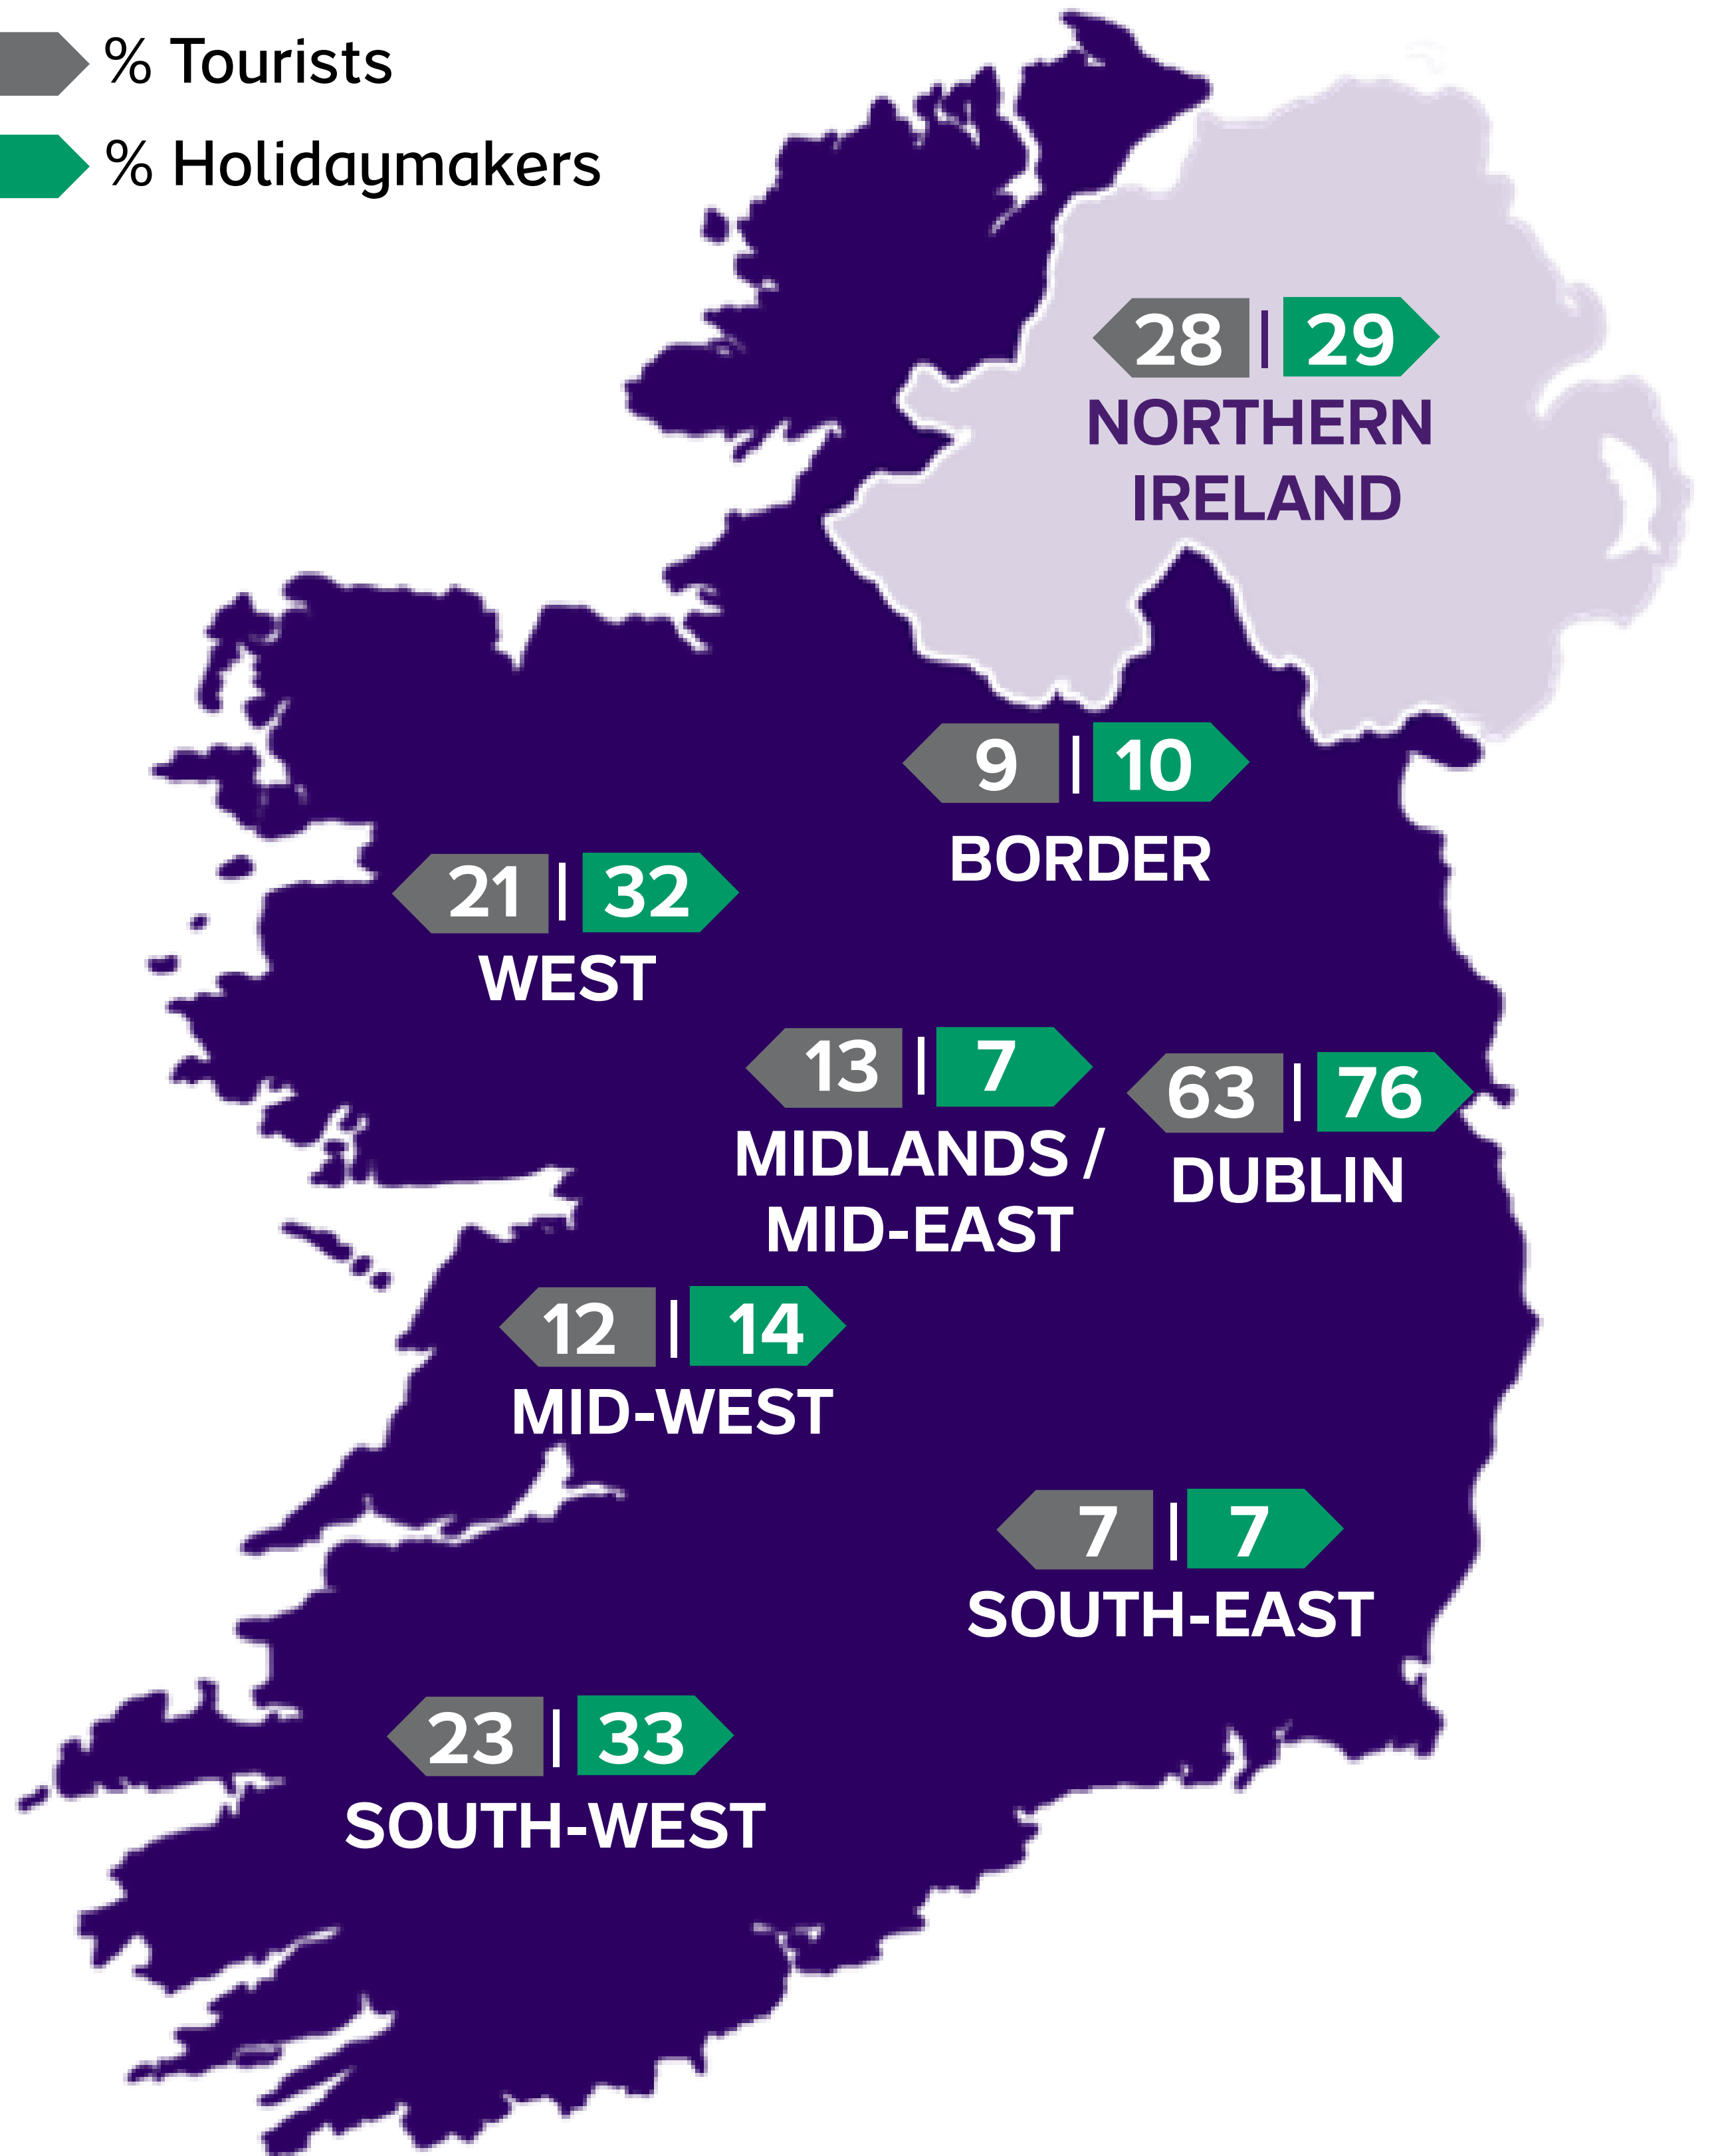 % Tourists
% Holidaymakers
28 | 29
NORTHERN
IRELAND
9 | 10
BORDER
21 | 32
WEST
13 | 7
MIDLANDS /
MID-EAST
63 | 76
DUBLIN
12 | 14
MID-WEST
7 | 7
SOUTH-EAST
23 | 33
SOUTH-WEST